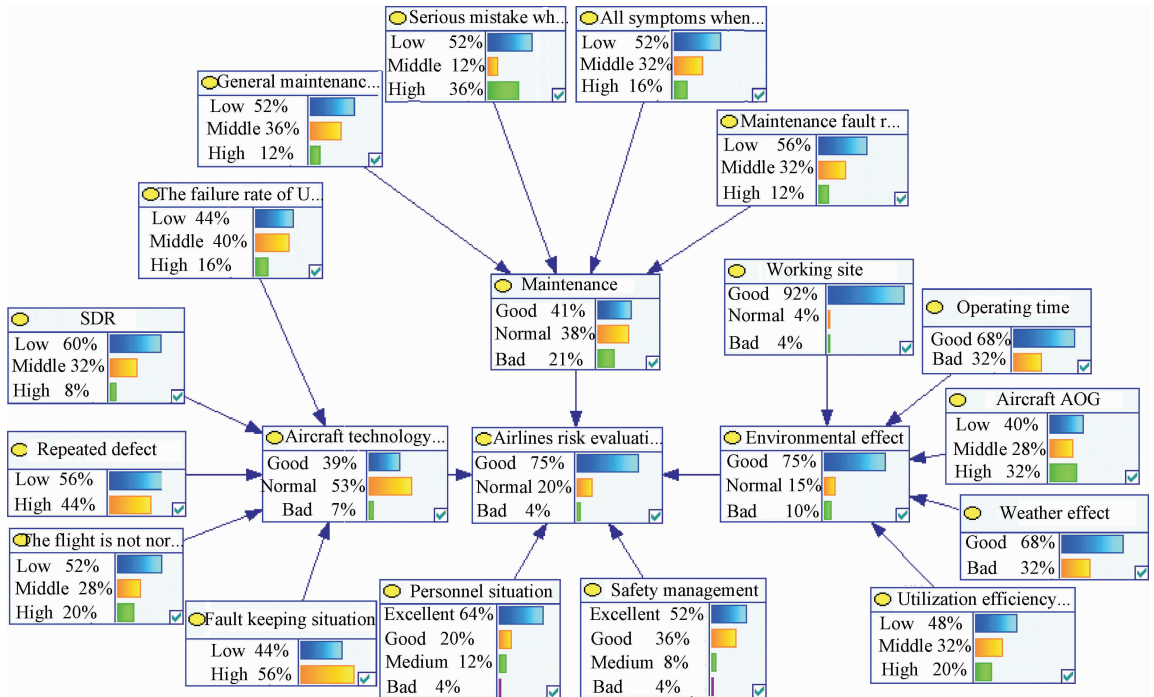 Serious mistake wh...
Low 52%
Middle 12%
High 36%
All symptoms when...
Low 52%
Middle 32%
High 16%
General maintenanc...
Low 52%
Middle 36%
High 12%
Maintenance fault r...
Low 56%
Middle 32%
High 12%
The failure rate of U...
Low 44%
Middle 40%
High 16%
Maintenance
Good 41%
Normal 38%
Bad 21%
Working site
Good 92%
Normal 4%
Bad 4%
Operating time
Good 68%
Bad 32%
SDR
Low 60%
Middle 32%
High 8%
Aircraft AOG
Low 40%
Middle 28%
High 32%
Repeated defect
Low 56%
High 44%
Aircraft technology...
Good 39%
Normal 53%
Bad 7%
Airlines risk evaluati...
Good 75%
Normal 20%
Bad 4%
Environmental effect
Good 75%
Normal 15%
Bad 10%
Weather effect
Good 68%
Bad 32%
The flight is not nor...
Low 52%
Middle 28%
High 20%
Fault keeping situation
Low 44%
High 56%
Personnel situation
Excellent 64%
Good 20%
Medium 12%
Bad 4%
Safety management
Excellent 52%
Good 36%
Medium 8%
Bad 4%
Utilization efficiency...
Low 48%
Middle 32%
High 20%